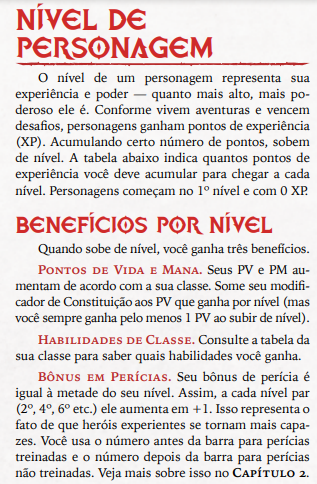 NÍVEL DE
PERSONAGEM
O nível de um personagem representa sua
experiência e poder — quanto mais alto, mais po-
deroso ele é. Conforme vivem aventuras e vencem
desafios, personagens ganham pontos de experiência
(XP). Acumulando certo número de pontos, sobem
de nível. A tabela abaixo indica quantos pontos de
experiência você deve acumular para chegar a cada
nível. Personagens começam no 1º nível e com 0 XP.
BENEFÍCIOS POR NÍVEL
Quando sobe de nível, você ganha três benefícios.
PONTOS DE VIDA E MANA. Seus PV e PM au-
mentam de acordo com a sua classe. Some seu modifi-
cador de Constituição aos PV que ganha por nível (mas
você sempre ganha pelo menos 1 PV ao subir de nível).
HABILIDADES DE CLASSE. Consulte a tabela da
sua classe para saber quais habilidades você ganha.
BÔNUS EM PERÍCIAS. Seu bônus de perícia é
igual à metade do seu nível. Assim, a cada nível par
(2º, 4º, 6º etc.) ele aumenta em +1. Isso representa o
fato de que heróis experientes se tornam mais capa-
zes. Você usa o número antes da barra para perícias
treinadas e o número depois da barra para perícias
não treinadas. Veja mais sobre isso no CAPÍTULO 2.